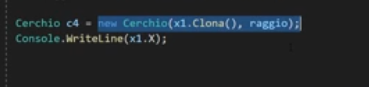 Cerchio c4 = new Cerchio(x1.Clona(), raggio);
Console.WriteLine(x1.X);